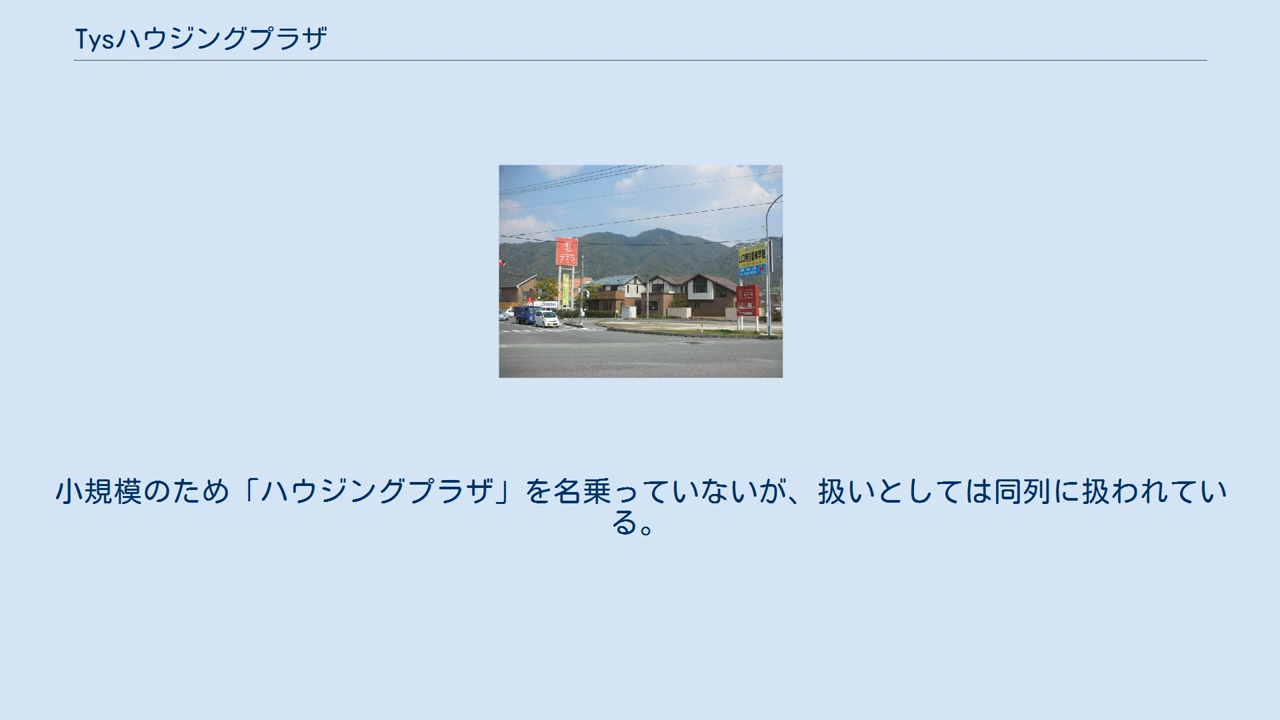 Tysハウジングプラザ
小規模のため「ハウジングプラザ」を名乗っていないが、扱いとしては同列に扱われてい
る。